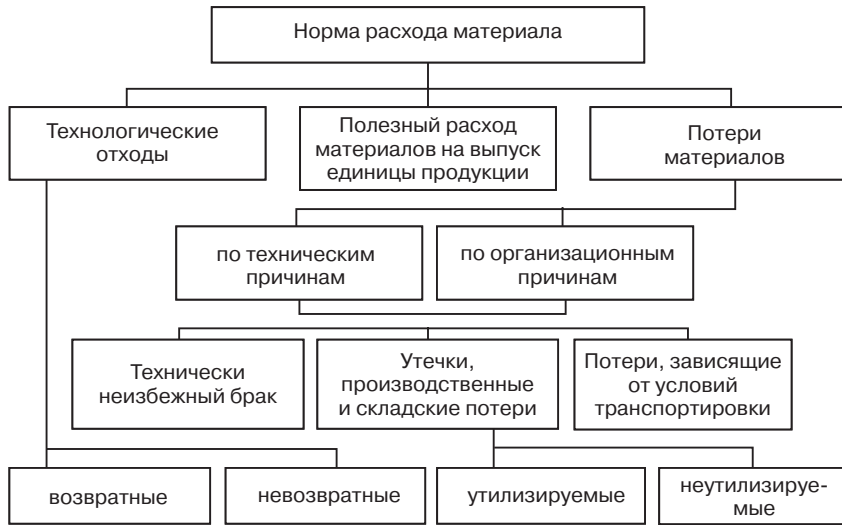 Норма расхода материала
Технологические
отходы
Полезный расход
материалов на выпуск
единицы продукции
Потери
материалов
по техническим
причинам
по организационным
причинам
Технически
неизбежный брак
Утечки,
производственные
и складские потери
Потери, зависящие
от условий
транспортировки
возвратные
невозвратные
утилизируемые
неутилизируе-
мые